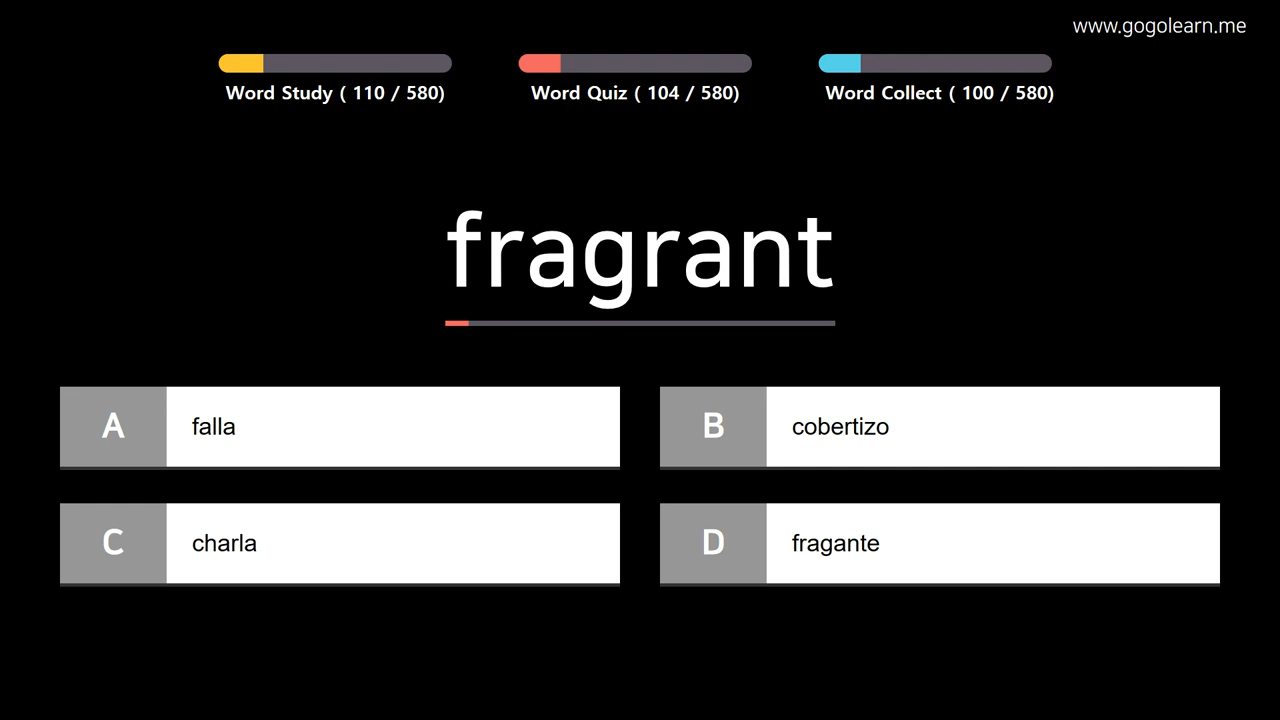 www.gogolearn.me
Word Study ( 110 / 580)
Word Quiz ( 104 / 580)
Word Collect ( 100 / 580)
fragrant
A falla
B cobertizo
C charla
D fragante